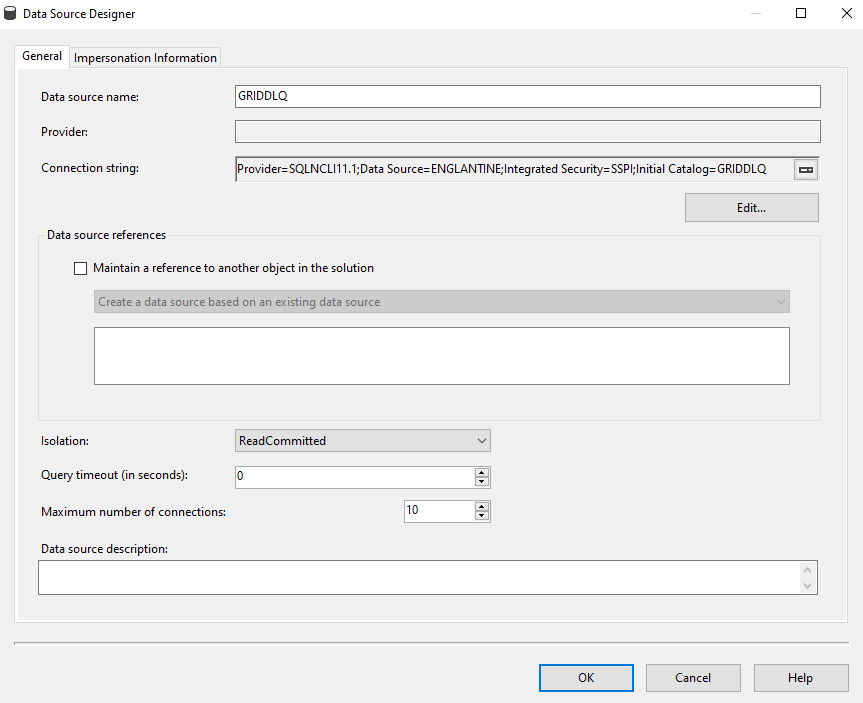 Data Source Designer
General
Impersonation Information
Data source name:
GRIDDLQ
Provider:
Connection string:
Provider=SQLNCLI11.1;Data Source=ENGLANTINE;Integrated Security=SSPI;Initial Catalog=GRIDDLQ
Edit...
Data source references
Maintain a reference to another object in the solution
Create a data source based on an existing data source
Isolation:
ReadCommitted
Query timeout (in seconds):
0
Maximum number of connections:
10
Data source description:
OK
Cancel
Help